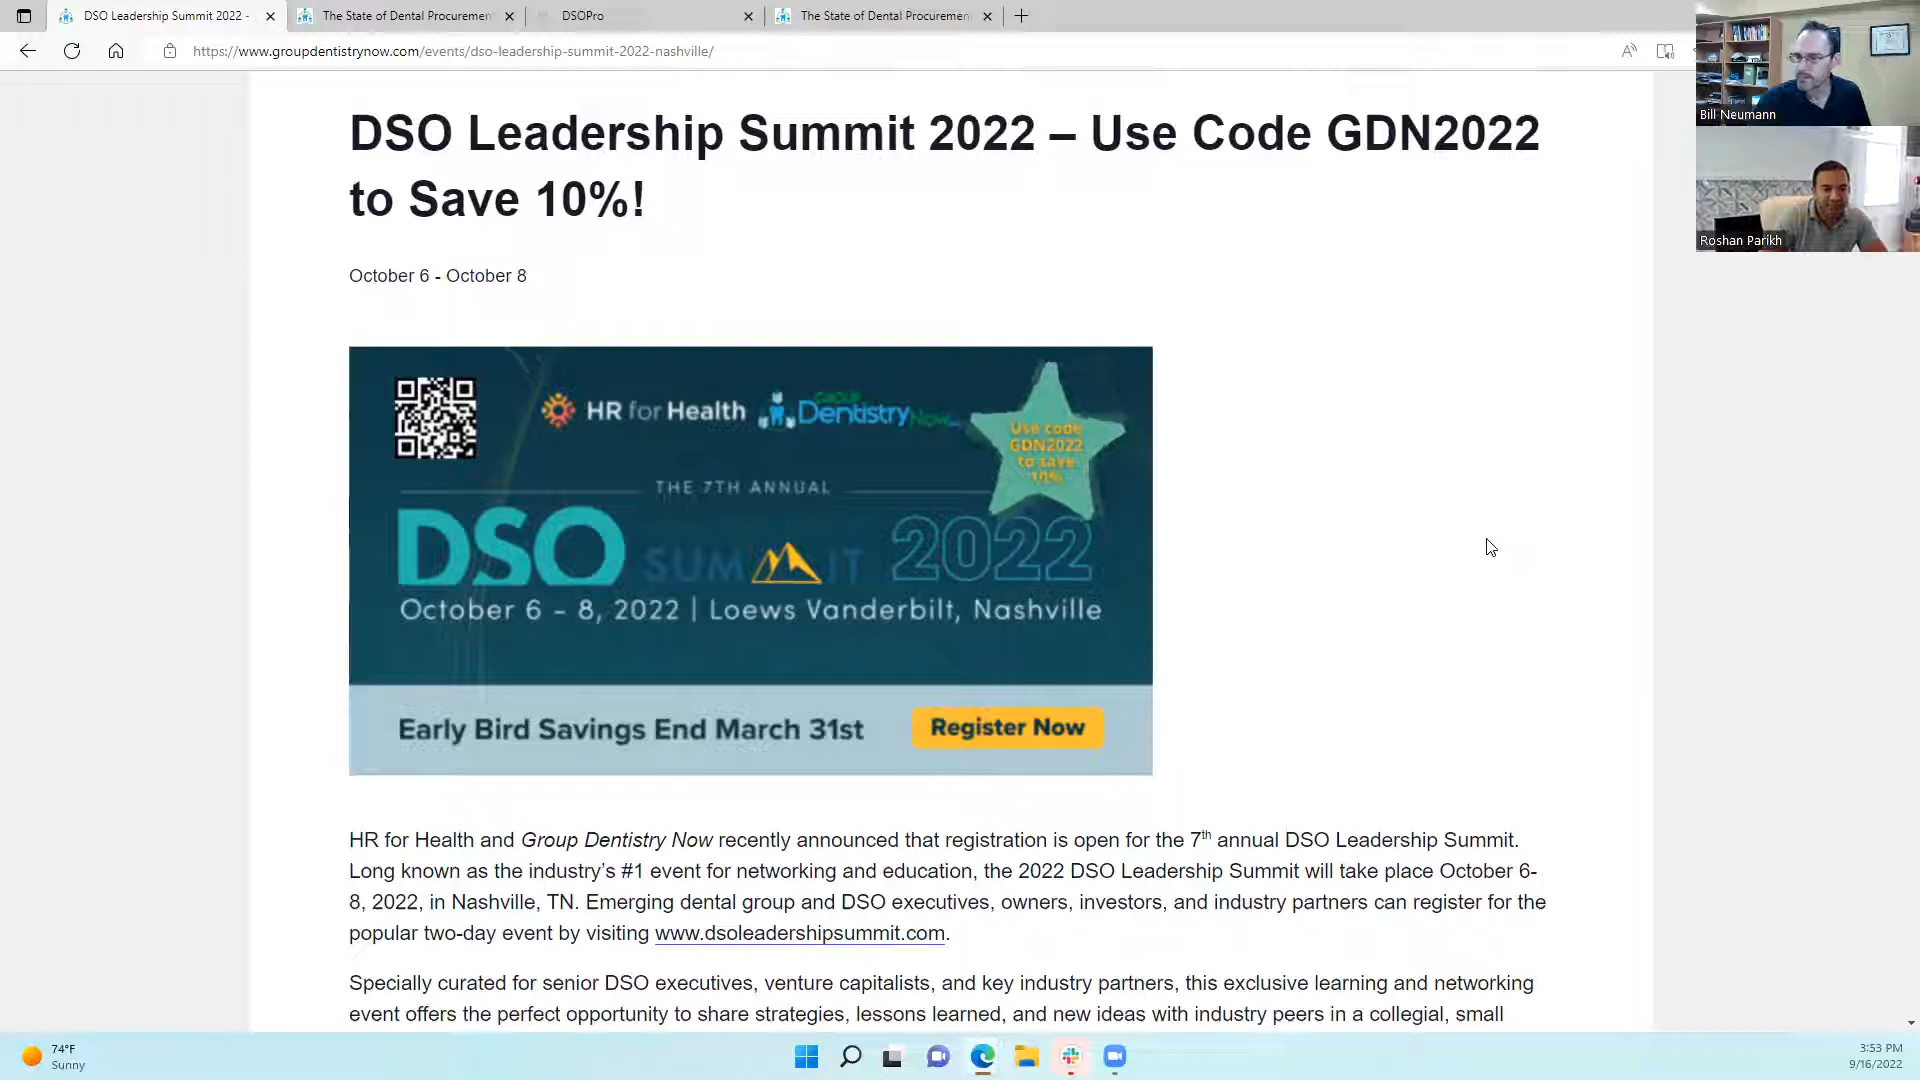 DSO Leadership Summit 2022 -
The State of Dental Procuremen
DSOPro
The State of Dental Procuremen
https://www.groupdentistrynow.com/events/dso-leadership-summit-2022-nashville/
Bill Neumann
Roshan Parikh
DSO Leadership Summit 2022 – Use Code GDN2022
to Save 10%!
October 6 - October 8
HR for Health
GROUP
Dentistry Now
Use code
GDN2022
to save
10%
THE 7TH ANNUAL
DSO SUMMIT 2022
October 6 – 8, 2022 | Loews Vanderbilt, Nashville
Early Bird Savings End March 31st
Register Now
HR for Health and Group Dentistry Now recently announced that registration is open for the 7th annual DSO Leadership Summit.
Long known as the industry’s #1 event for networking and education, the 2022 DSO Leadership Summit will take place October 6-
8, 2022, in Nashville, TN. Emerging dental group and DSO executives, owners, investors, and industry partners can register for the
popular two-day event by visiting www.dsoleadershipsummit.com.
Specially curated for senior DSO executives, venture capitalists, and key industry partners, this exclusive learning and networking
event offers the perfect opportunity to share strategies, lessons learned, and new ideas with industry peers in a collegial, small
74°F
Sunny
3:53 PM
9/16/2022